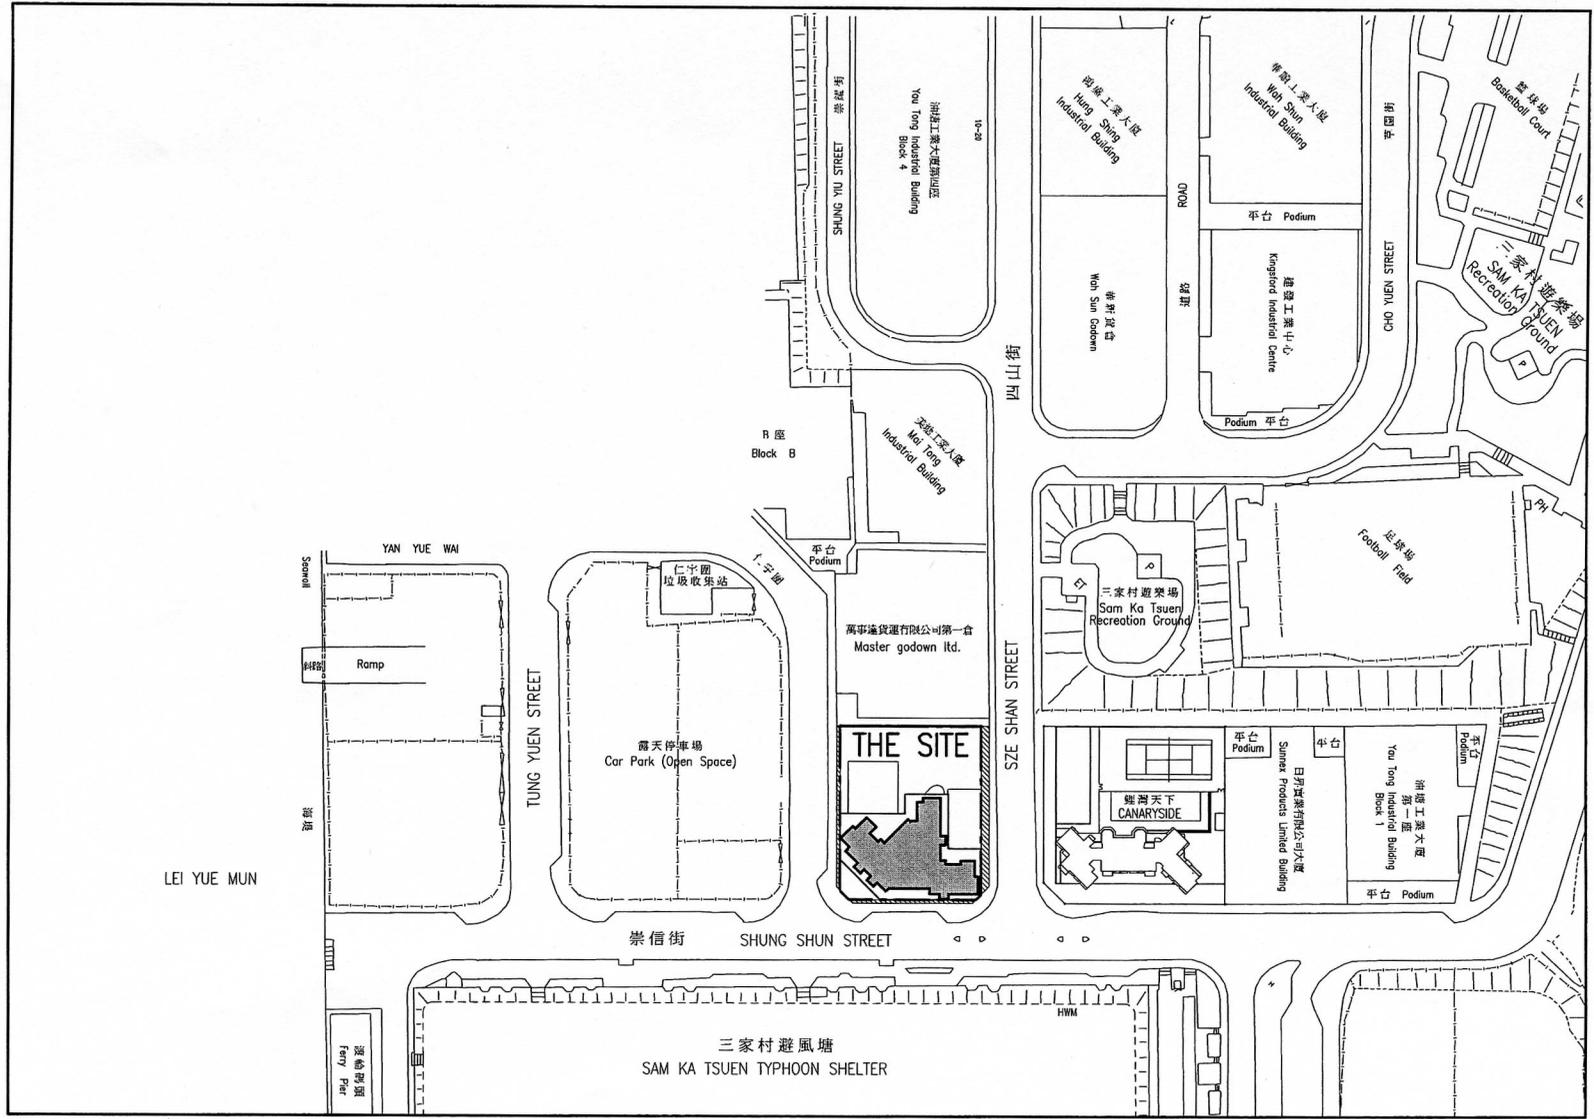 崇耀街
SHUNG YIU STREET
油塘工業大廈第四座
You Tong Industrial Building
Block 4
10-20
鴻盛工業大廈
Hung Shing
Industrial Building
華順工業大廈
Wah Shun
Industrial Building
籃球場
Basketball Court
ROAD
道路
平台 Podium
華新貨倉
Wah Sun Godown
建發工業中心
Kingsford Industrial Centre
Podium 平台
草園街
CHO YUEN STREET
三家村遊樂場
SAM KA TSUEN
Recreation Ground
P
四山街
SZE SHAN STREET
B座
Block B
美塘工業大廈
Mai Tong
Industrial Building
平台
Podium
仁宇圍
YAN YUE WAI
仁宇圍
垃圾收集站
Seawall
海堤
斜路
Ramp
TUNG YUEN STREET
露天停車場
Car Park (Open Space)
萬事達貨運有限公司第一倉
Master godown ltd.
THE SITE
P
ET
三家村遊樂場
Sam Ka Tsuen
Recreation Ground
足球場
Football Field
PH
鯉灣天下
CANARYSIDE
平台
Podium
平台
日昇實業有限公司大廈
Sunnex Products Limited Building
油塘工業大廈
第一座
You Tong Industrial Building
Block 1
平台
Podium
平台 Podium
LEI YUE MUN
崇信街 SHUNG SHUN STREET
HWM
三家村避風塘
SAM KA TSUEN TYPHOON SHELTER
渡輪碼頭
Ferry Pier